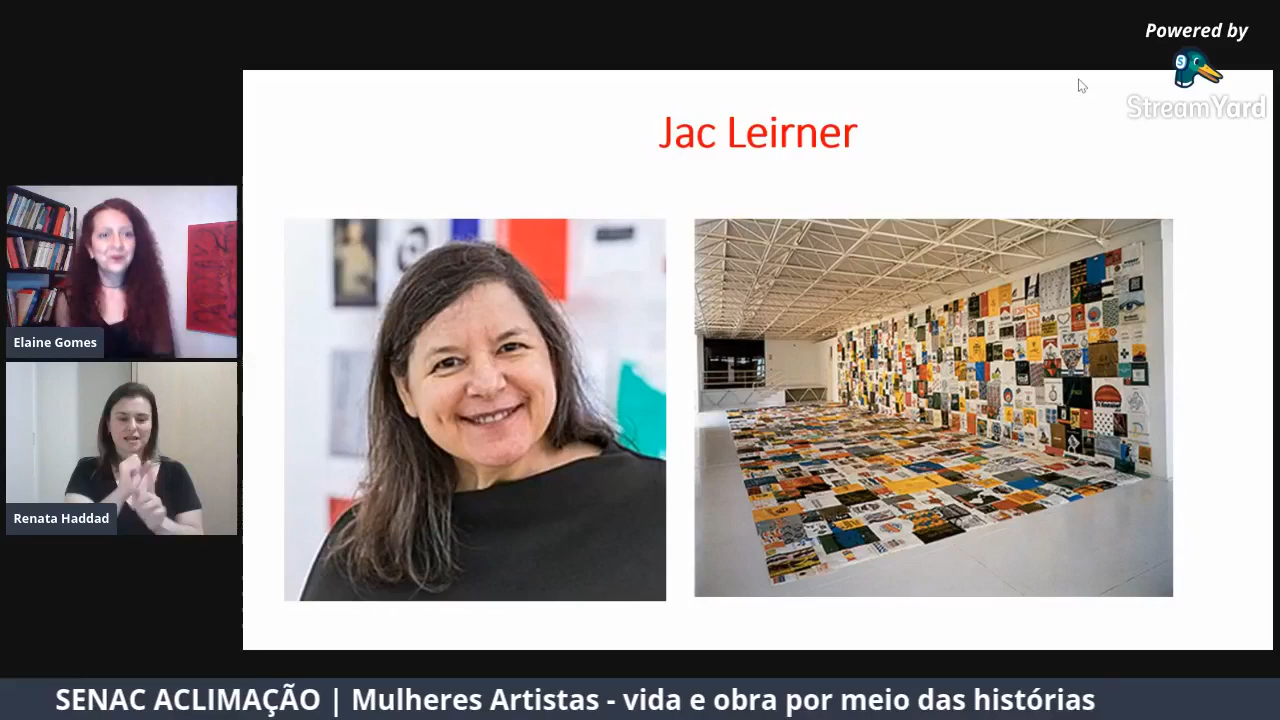 Powered by
StreamYard
Jac Leirner
Elaine Gomes
Renata Haddad
SENAC ACLIMAÇÃO | Mulheres Artistas - vida e obra por meio das histórias